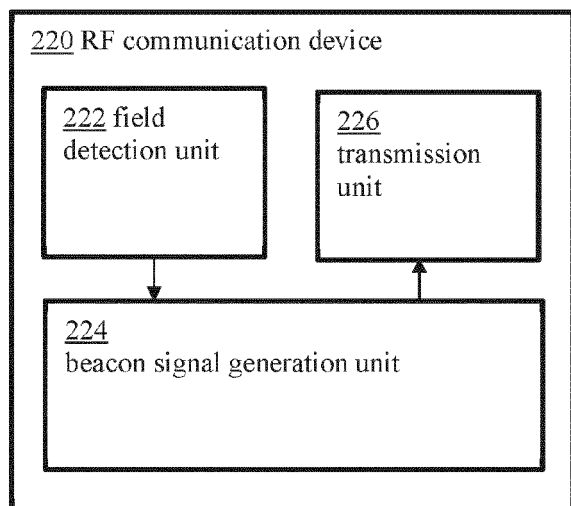 220 RF communication device
222 field
detection unit
226
transmission
unit
224
beacon signal generation unit